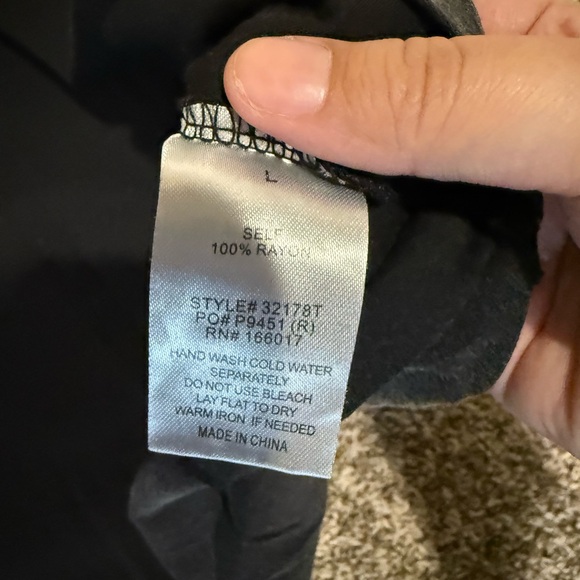 L
SELF
100% RAYON
STYLE# 32178T
PO# P9451 (R)
RN# 166017
HAND WASH COLD WATER
SEPARATELY
DO NOT USE BLEACH
LAY FLAT TO DRY
WARM IRON IF NEEDED
MADE IN CHINA